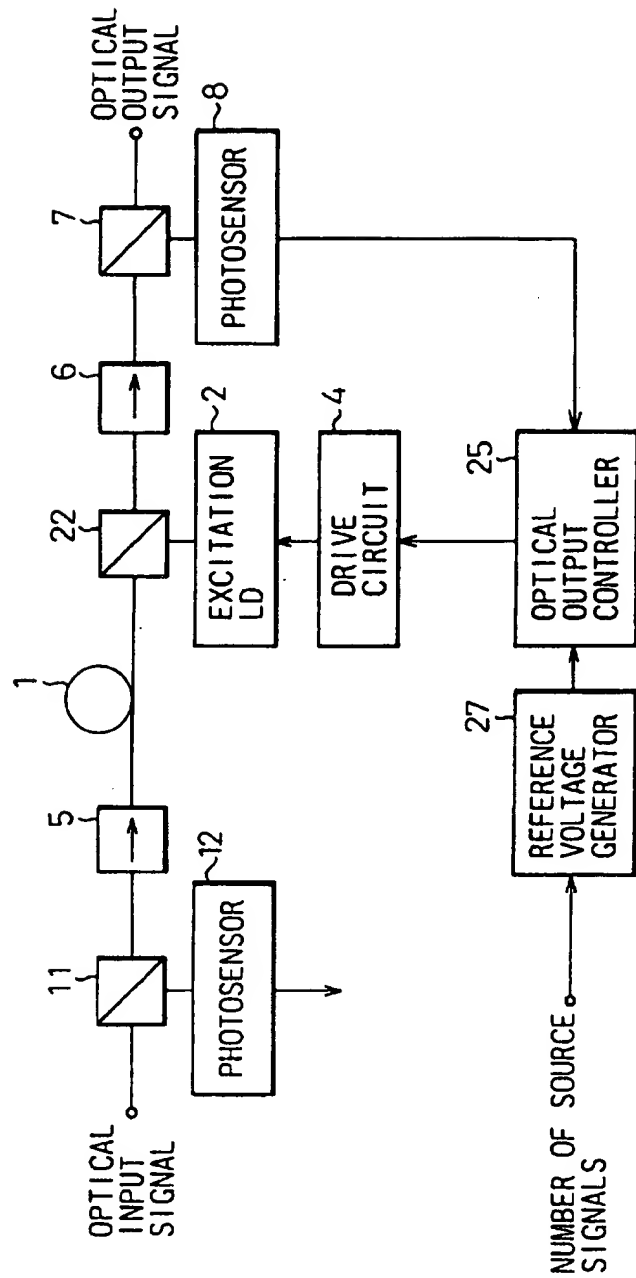 OPTICAL
INPUT
SIGNAL
11
PHOTOSENSOR
12
5
1
22
EXCITATION
LD
2
DRIVE
CIRCUIT
4
6
7
OPTICAL
OUTPUT
SIGNAL
PHOTOSENSOR
8
NUMBER OF SOURCE
SIGNALS
REFERENCE
VOLTAGE
GENERATOR
27
OPTICAL
OUTPUT
CONTROLLER
25